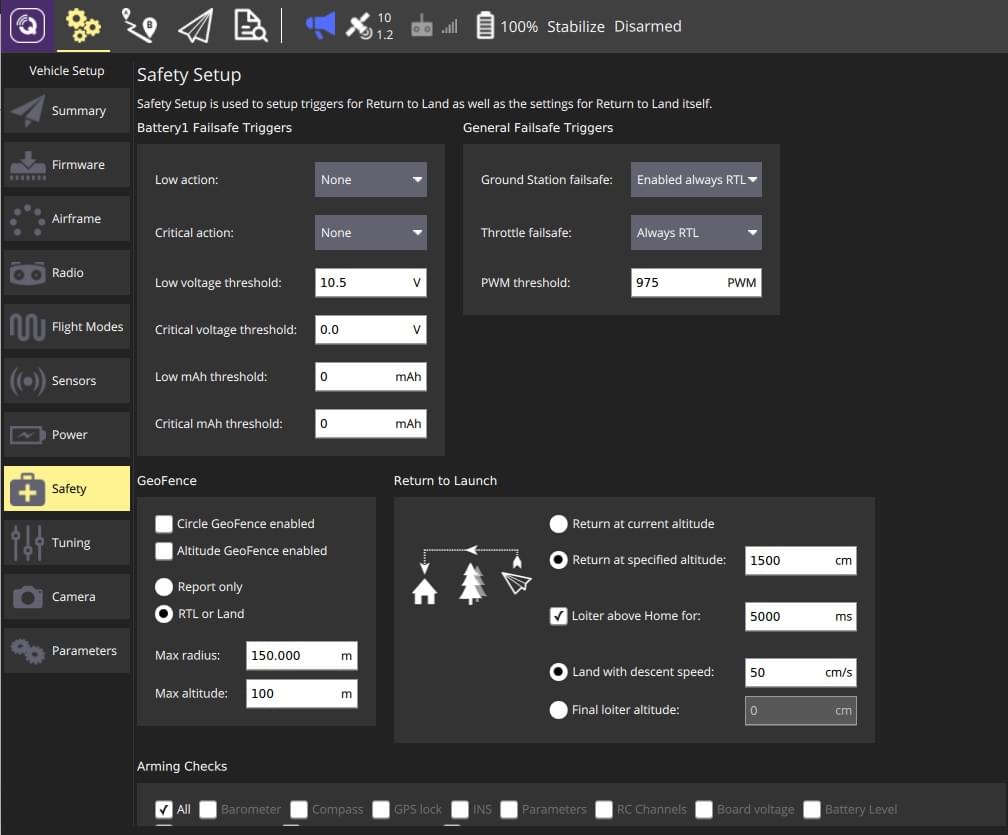 10
1.2
100% Stabilize Disarmed
Vehicle Setup
Summary
Firmware
Airframe
Radio
Flight Modes
Sensors
Power
Safety
Tuning
Camera
Parameters
Safety Setup
Safety Setup is used to setup triggers for Return to Land as well as the settings for Return to Land itself.
Battery1 Failsafe Triggers
Low action: None
Critical action: None
Low voltage threshold: 10.5 V
Critical voltage threshold: 0.0 V
Low mAh threshold: 0 mAh
Critical mAh threshold: 0 mAh
General Failsafe Triggers
Ground Station failsafe: Enabled always RTL
Throttle failsafe: Always RTL
PWM threshold: 975 PWM
GeoFence
Circle GeoFence enabled
Altitude GeoFence enabled
Report only
RTL or Land
Max radius: 150.000 m
Max altitude: 100 m
Return to Launch
Return at current altitude
Return at specified altitude: 1500 cm
Loiter above Home for: 5000 ms
Land with descent speed: 50 cm/s
Final loiter altitude: 0 cm
Arming Checks
All Barometer Compass GPS lock INS Parameters RC Channels Board voltage Battery Level